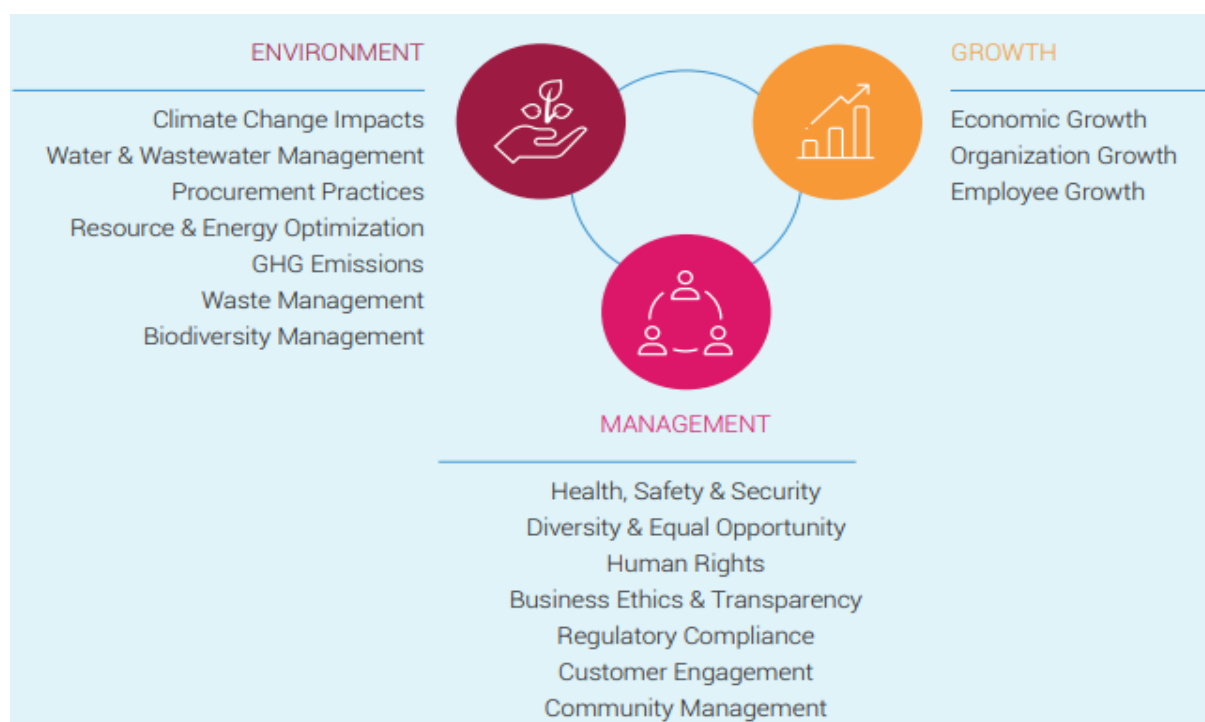 ENVIRONMENT
Climate Change Impacts
Water & Wastewater Management
Procurement Practices
Resource & Energy Optimization
GHG Emissions
Waste Management
Biodiversity Management
GROWTH
Economic Growth
Organization Growth
Employee Growth
MANAGEMENT
Health, Safety & Security
Diversity & Equal Opportunity
Human Rights
Business Ethics & Transparency
Regulatory Compliance
Customer Engagement
Community Management